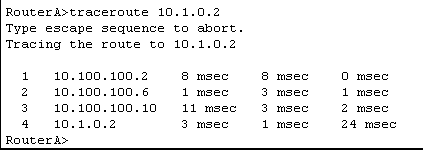 RouterA>traceroute 10.1.0.2
Type escape sequence to abort.
Tracing the route to 10.1.0.2
1 10.100.100.2 8 msec 8 msec 0 msec
2 10.100.100.6 1 msec 3 msec 1 msec
3 10.100.100.10 11 msec 3 msec 2 msec
4 10.1.0.2 3 msec 1 msec 24 msec
RouterA>